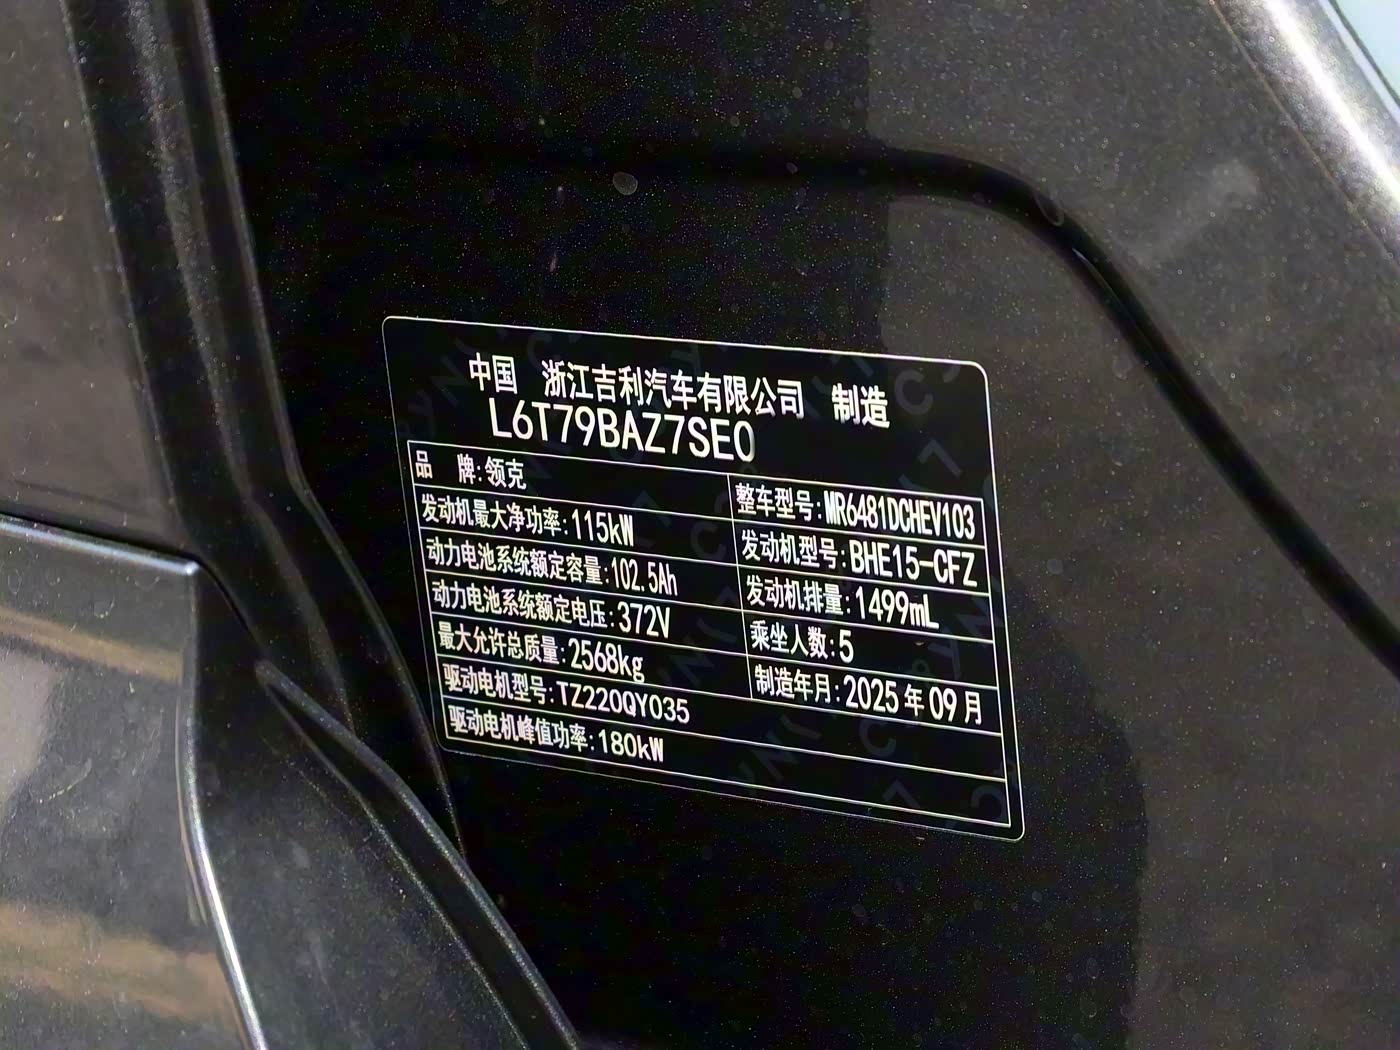 中国 浙江吉利汽车有限公司 制造
L6T79BAZ7SE0
品 牌:领克
整车型号:MR6481DCHEV103
发动机最大净功率:115kW
发动机型号:BHE15-CFZ
动力电池系统额定容量:102.5Ah
发动机排量:1499mL
动力电池系统额定电压:372V
乘坐人数:5
最大允许总质量:2568kg
制造年月:2025年09月
驱动电机型号:TZ220QY035
驱动电机峰值功率:180kW